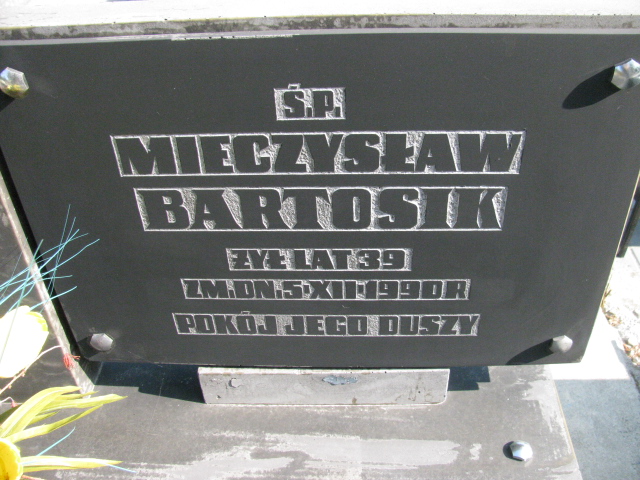 Ś.P.
MIECZYSŁAW
BARTOSIK
ŻYŁ LAT 39
ZM. DN. 5.XII.1990R
POKÓJ JEGO DUSZY